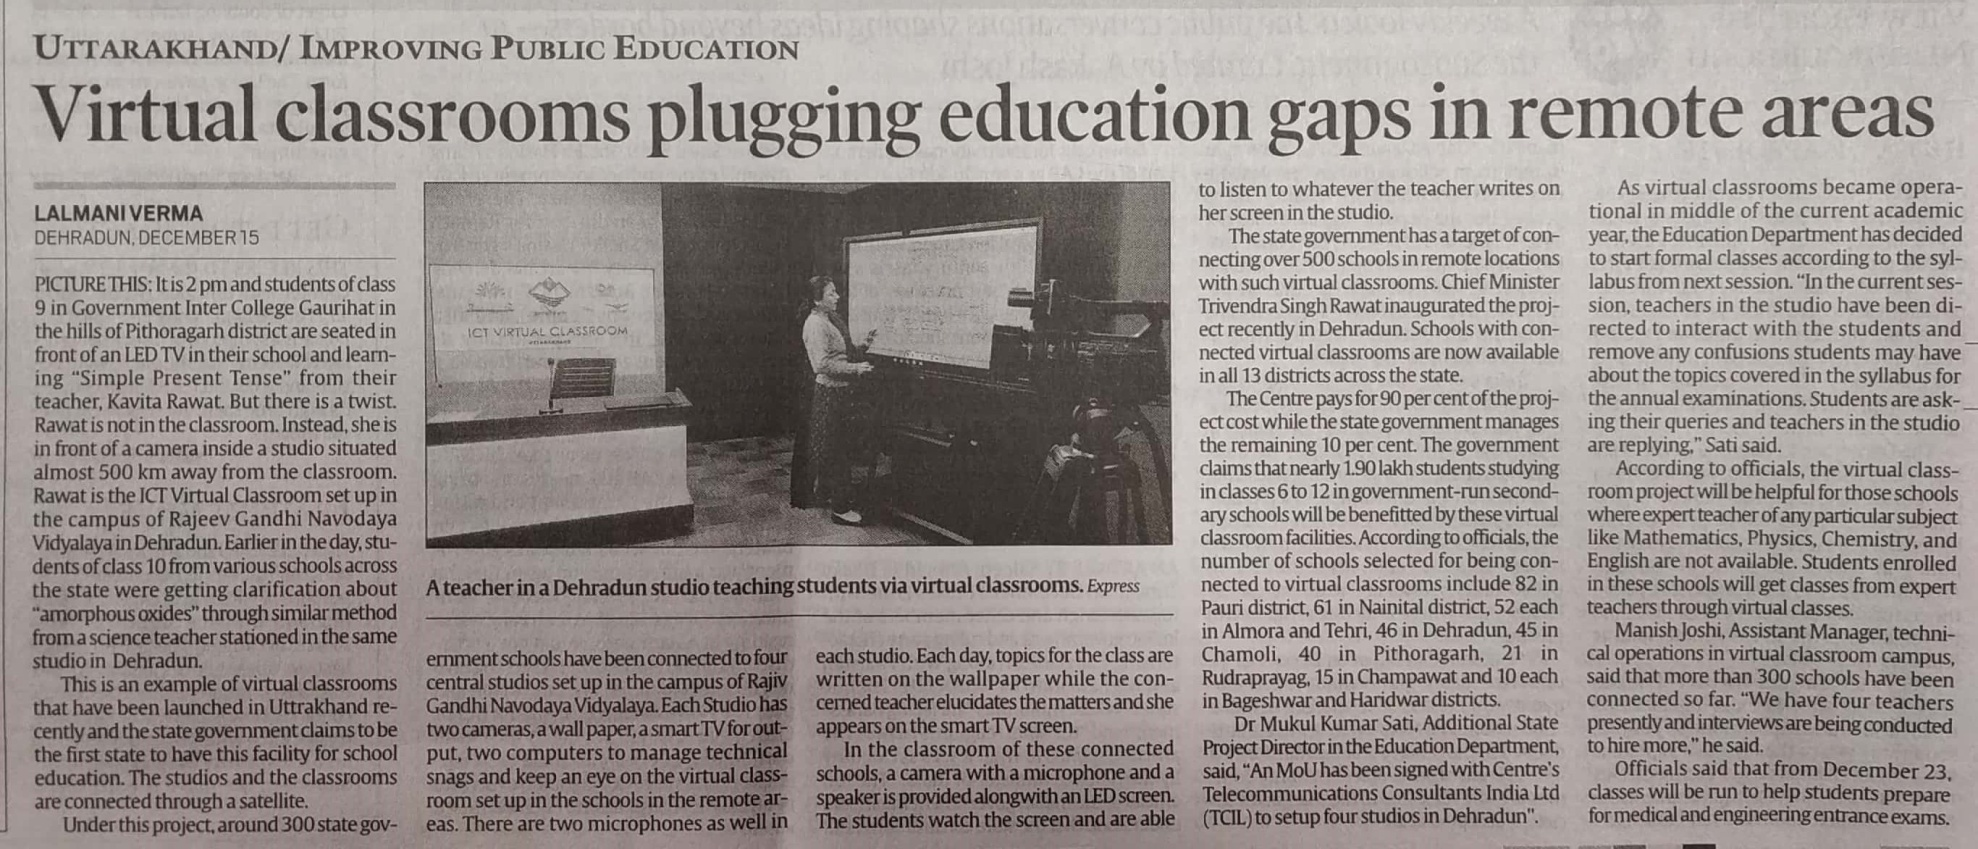 UTTARAKHAND/ IMPROVING PUBLIC EDUCATION
Virtual classrooms plugging education gaps in remote areas
LALMANI VERMA
DEHRADUN, DECEMBER 15
PICTURE THIS: It is 2 pm and students of class
9 in Government Inter College Gaurihat in
the hills of Pithoragarh district are seated in
front of an LED TV in their school and learn-
ing “Simple Present Tense” from their
teacher, Kavita Rawat. But there is a twist.
Rawat is not in the classroom. Instead, she is
in front of a camera inside a studio situated
almost 500 km away from the classroom.
Rawat is the ICT Virtual Classroom set up in
the campus of Rajeev Gandhi Navodaya
Vidyalaya in Dehradun. Earlier in the day, stu-
dents of class 10 from various schools across
the state were getting clarification about
“amorphous oxides” through similar method
from a science teacher stationed in the same
studio in Dehradun.
This is an example of virtual classrooms
that have been launched in Uttrakhand re-
cently and the state government claims to be
the first state to have this facility for school
education. The studios and the classrooms
are connected through a satellite.
Under this project, around 300 state gov-
ICT VIRTUAL CLASSROOM
A teacher in a Dehradun studio teaching students via virtual classrooms. Express
ernment schools have been connected to four
central studios set up in the campus of Rajiv
Gandhi Navodaya Vidyalaya. Each Studio has
two cameras, a wall paper, a smart TV for out-
put, two computers to manage technical
snags and keep an eye on the virtual class-
room set up in the schools in the remote ar-
eas. There are two microphones as well in
each studio. Each day, topics for the class are
written on the wallpaper while the con-
cerned teacher elucidates the matters and she
appears on the smart TV screen.
In the classroom of these connected
schools, a camera with a microphone and a
speaker is provided alongwith an LED screen.
The students watch the screen and are able
to listen to whatever the teacher writes on
her screen in the studio.
The state government has a target of con-
necting over 500 schools in remote locations
with such virtual classrooms. Chief Minister
Trivendra Singh Rawat inaugurated the proj-
ect recently in Dehradun. Schools with con-
nected virtual classrooms are now available
in all 13 districts across the state.
The Centre pays for 90 per cent of the proj-
ect cost while the state government manages
the remaining 10 per cent. The government
claims that nearly 1.90 lakh students studying
in classes 6 to 12 in government-run second-
ary schools will be benefitted by these virtual
classroom facilities. According to officials, the
number of schools selected for being con-
nected to virtual classrooms include 82 in
Pauri district, 61 in Nainital district, 52 each
in Almora and Tehri, 46 in Dehradun, 45 in
Chamoli, 40 in Pithoragarh, 21 in
Rudraprayag, 15 in Champawat and 10 each
in Bageshwar and Haridwar districts.
Dr Mukul Kumar Sati, Additional State
Project Director in the Education Department,
said, “An MoU has been signed with Centre's
Telecommunications Consultants India Ltd
(TCIL) to setup four studios in Dehradun".
As virtual classrooms became opera-
tional in middle of the current academic
year, the Education Department has decided
to start formal classes according to the syl-
labus from next session. “In the current ses-
sion, teachers in the studio have been di-
rected to interact with the students and
remove any confusions students may have
about the topics covered in the syllabus for
the annual examinations. Students are ask-
ing their queries and teachers in the studio
are replying,” Sati said.
According to officials, the virtual class-
room project will be helpful for those schools
where expert teacher of any particular subject
like Mathematics, Physics, Chemistry, and
English are not available. Students enrolled
in these schools will get classes from expert
teachers through virtual classes.
Manish Joshi, Assistant Manager, techni-
cal operations in virtual classroom campus,
said that more than 300 schools have been
connected so far. “We have four teachers
presently and interviews are being conducted
to hire more,” he said.
Officials said that from December 23,
classes will be run to help students prepare
for medical and engineering entrance exams.